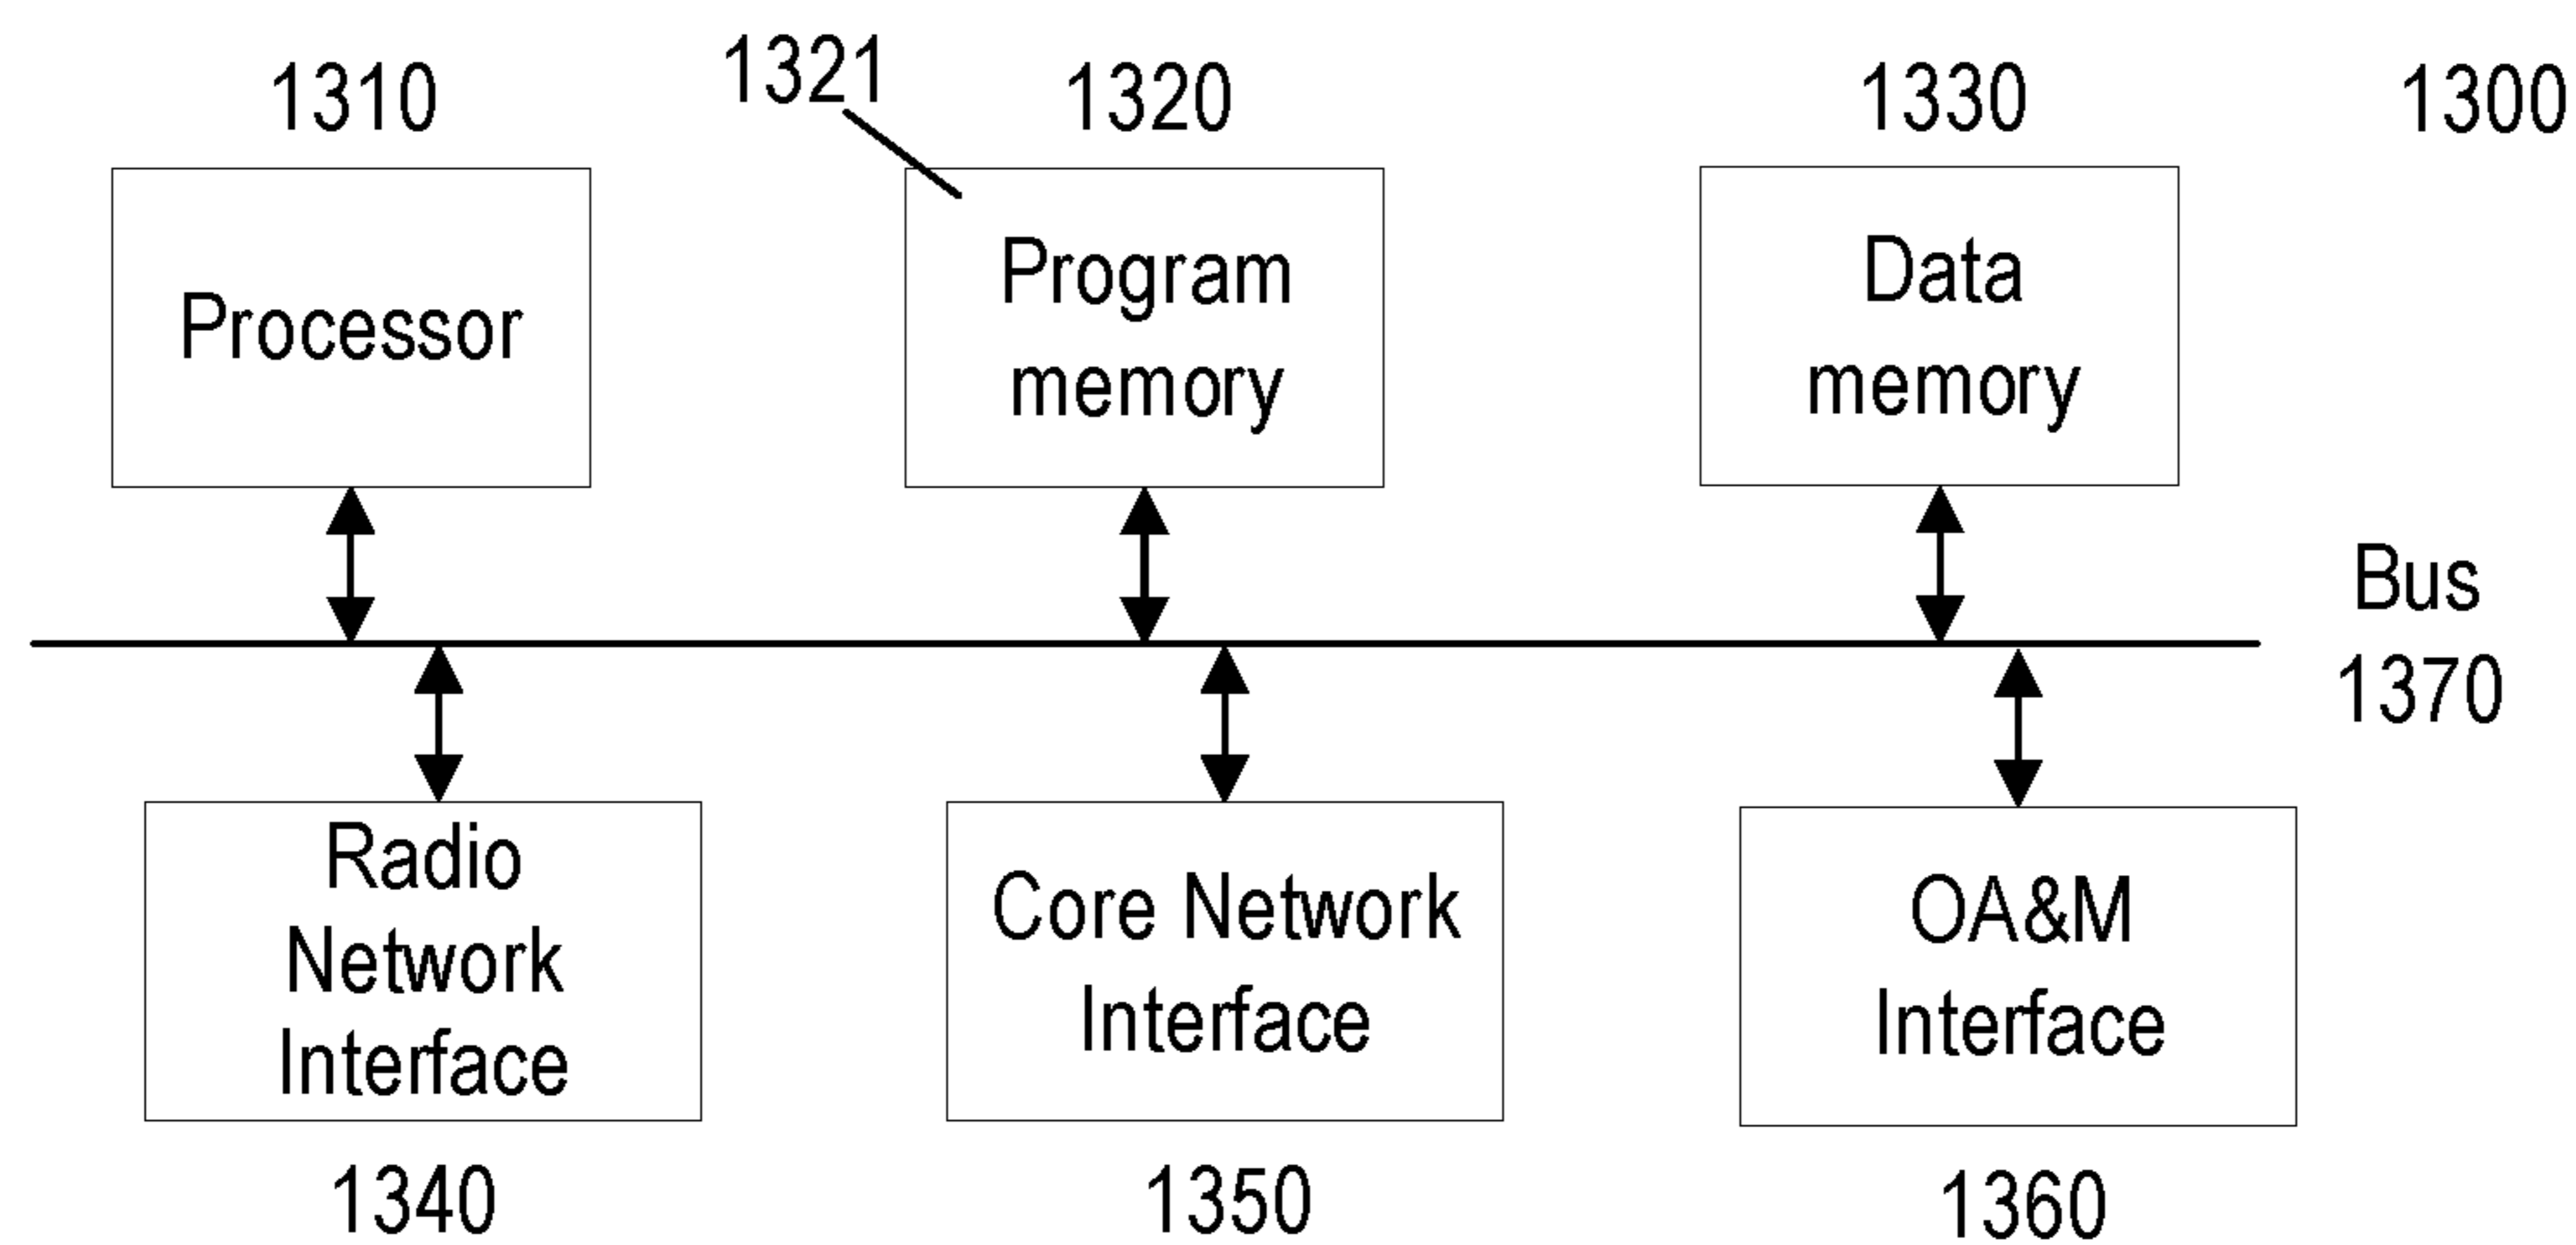 1310
1321
1320
1330
1300
Processor
Program
memory
Data
memory
Bus
1370
Radio
Network
Interface
Core Network
Interface
OA&M
Interface
1340
1350
1360